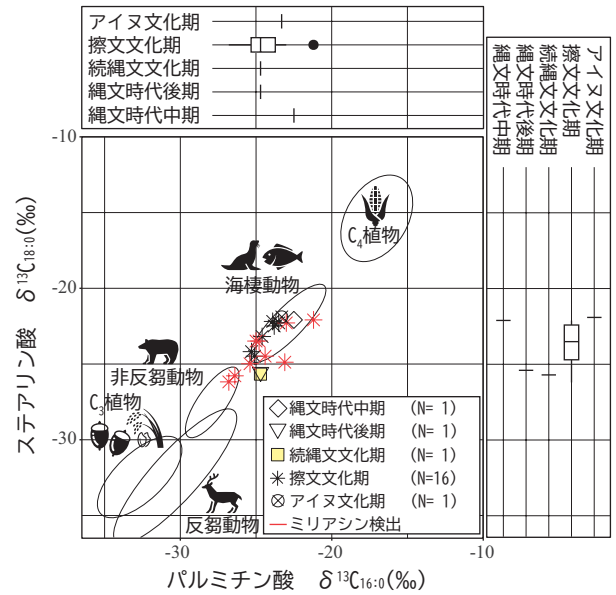 アイヌ文化期
擦文文化期
続縄文文化期
縄文時代後期
縄文時代中期
縄文時代中期
縄文時代後期
続縄文文化期
擦文文化期
アイヌ文化期
-10
-20
-30
ステアリン酸 δ¹³C₁₈:₀(‰)
C₄植物
海棲動物
非反芻動物
C₃植物
反芻動物
縄文時代中期 (N= 1)
縄文時代後期 (N= 1)
続縄文文化期 (N= 1)
擦文文化期 (N=16)
アイヌ文化期 (N= 1)
ミリアシン検出
-30
-20
-10
パルミチン酸 δ¹³C₁₆:₀(‰)